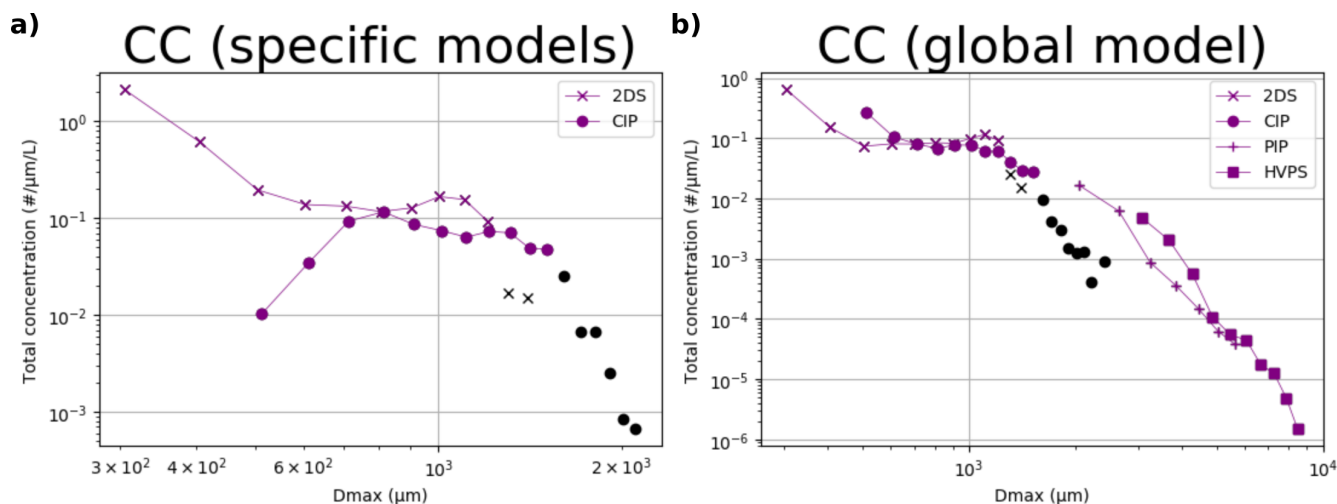 a)
CC (specific models)
Total concentration (#/µm/L)
10⁰
10⁻¹
10⁻²
10⁻³
2DS
CIP
3 × 10²
4 × 10²
6 × 10²
10³
2 × 10³
Dmax (µm)
b)
CC (global model)
Total concentration (#/µm/L)
10⁰
10⁻¹
10⁻²
10⁻³
10⁻⁴
10⁻⁵
10⁻⁶
2DS
CIP
PIP
HVPS
10³
10⁴
Dmax (µm)